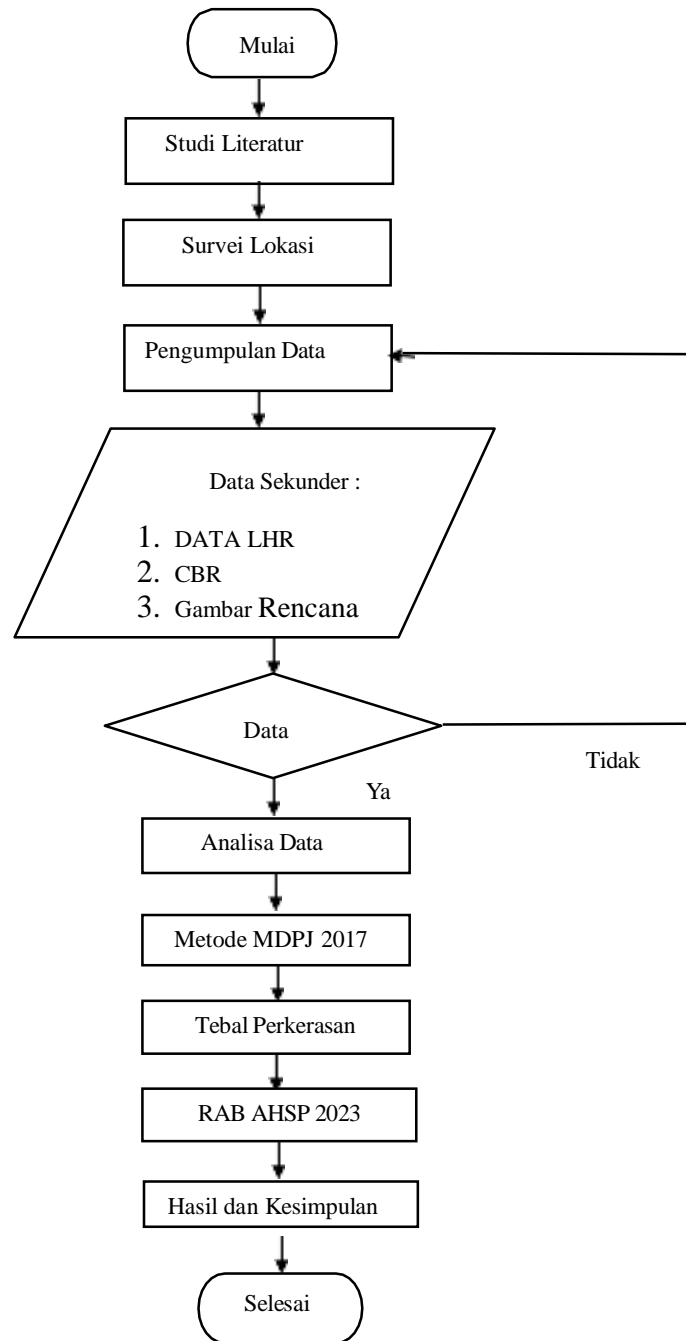 Mulai
Studi Literatur
Survei Lokasi
Pengumpulan Data
Data Sekunder :
1. DATA LHR
2. CBR
3. Gambar Rencana
Data
Tidak
Ya
Analisa Data
Metode MDPJ 2017
Tebal Perkerasan
RAB AHSP 2023
Hasil dan Kesimpulan
Selesai